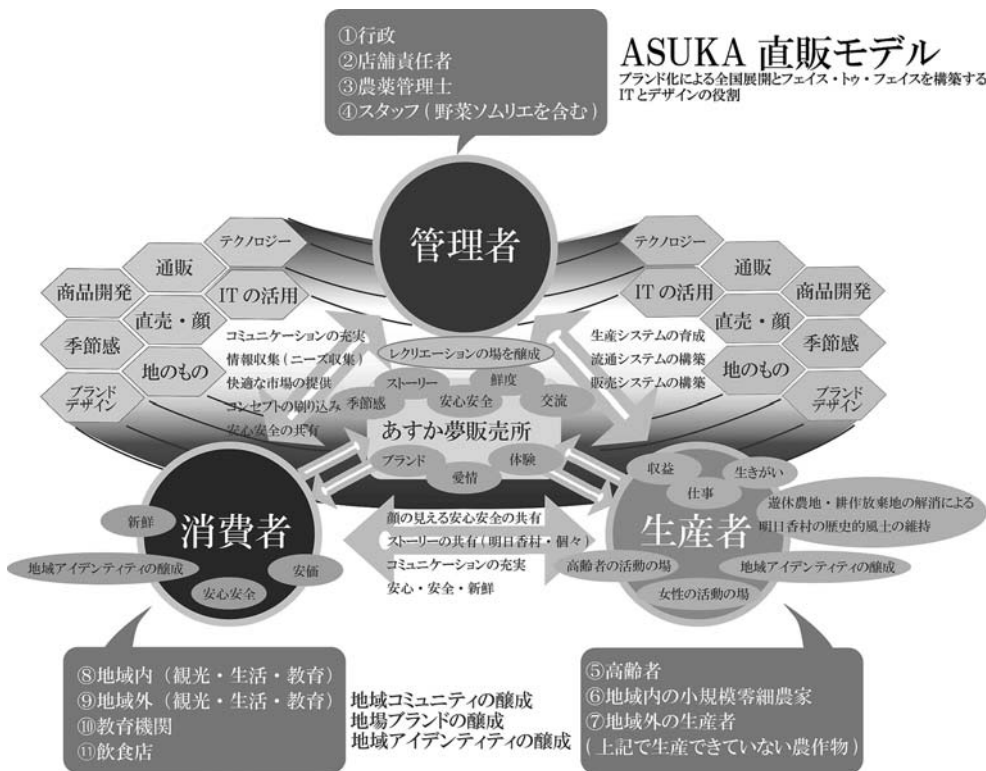 ①行政
②店舗責任者
③農薬管理士
④スタッフ(野菜ソムリエを含む)
ASUKA 直販モデル
ブランド化による全国展開とフェイス・トゥ・フェイスを構築する
ITとデザインの役割
管理者
テクノロジー
通販
商品開発
ITの活用
直売・顔
季節感
地のもの
ブランド
デザイン
テクノロジー
通販
商品開発
ITの活用
直売・顔
季節感
地のもの
ブランド
デザイン
コミュニケーションの充実
情報収集(ニーズ収集)
快適な市場の提供
コンセプトの刷り込み
安心安全の共有
生産システムの育成
流通システムの構築
販売システムの構築
レクリエーションの場を醸成
ストーリー
鮮度
季節感
安心安全
交流
あすか夢販売所
ブランド
体験
愛情
消費者
新鮮
地域アイデンティティの醸成
安価
安心安全
顔の見える安心安全の共有
ストーリーの共有(明日香村・個々)
コミュニケーションの充実
安心・安全・新鮮
生産者
収益
生きがい
仕事
遊休農地・耕作放棄地の解消による
明日香村の歴史的風土の維持
高齢者の活動の場
地域アイデンティティの醸成
女性の活動の場
⑧地域内(観光・生活・教育)
⑨地域外(観光・生活・教育)
⑩教育機関
⑪飲食店
地域コミュニティの醸成
地場ブランドの醸成
地域アイデンティティの醸成
⑤高齢者
⑥地域内の小規模零細農家
⑦地域外の生産者
(上記で生産できていない農作物)